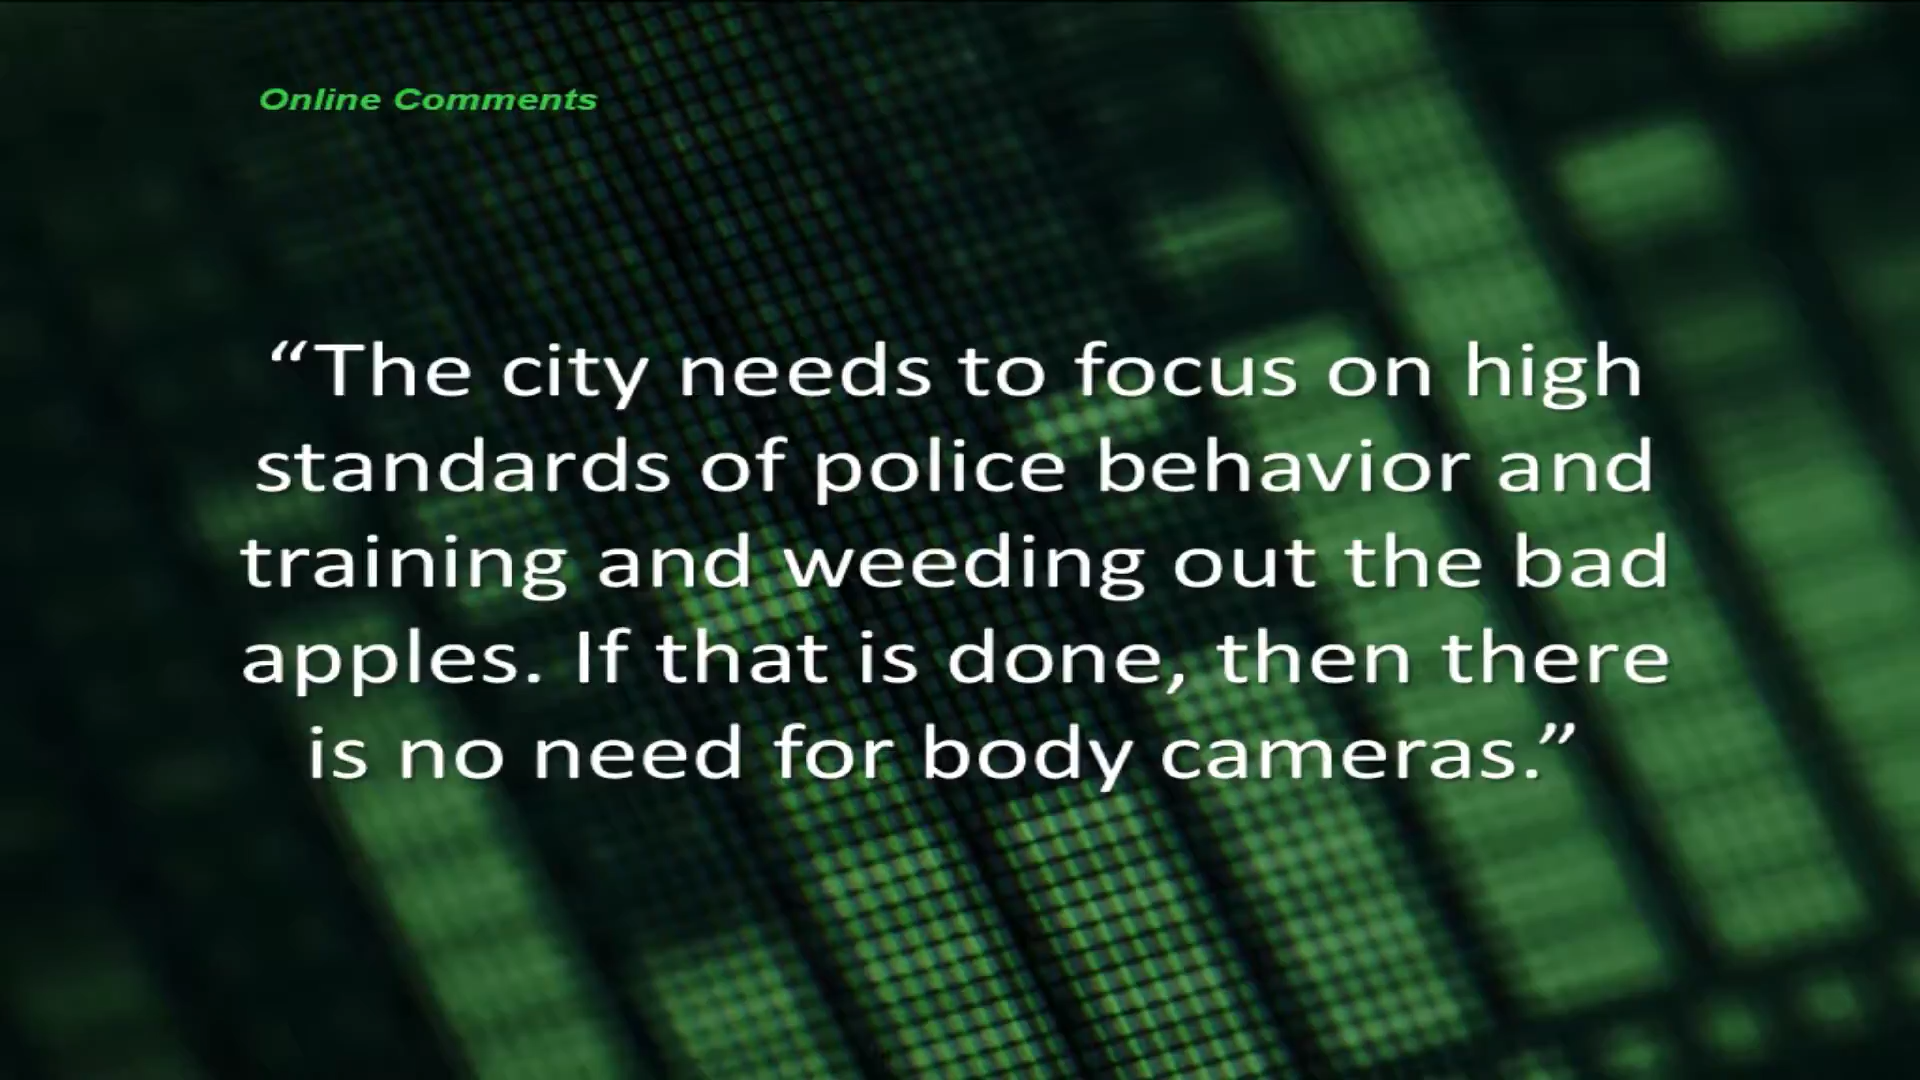 Online Comments
“The city needs to focus on high
standards of police behavior and
training and weeding out the bad
apples. If that is done, then there
is no need for body cameras.”